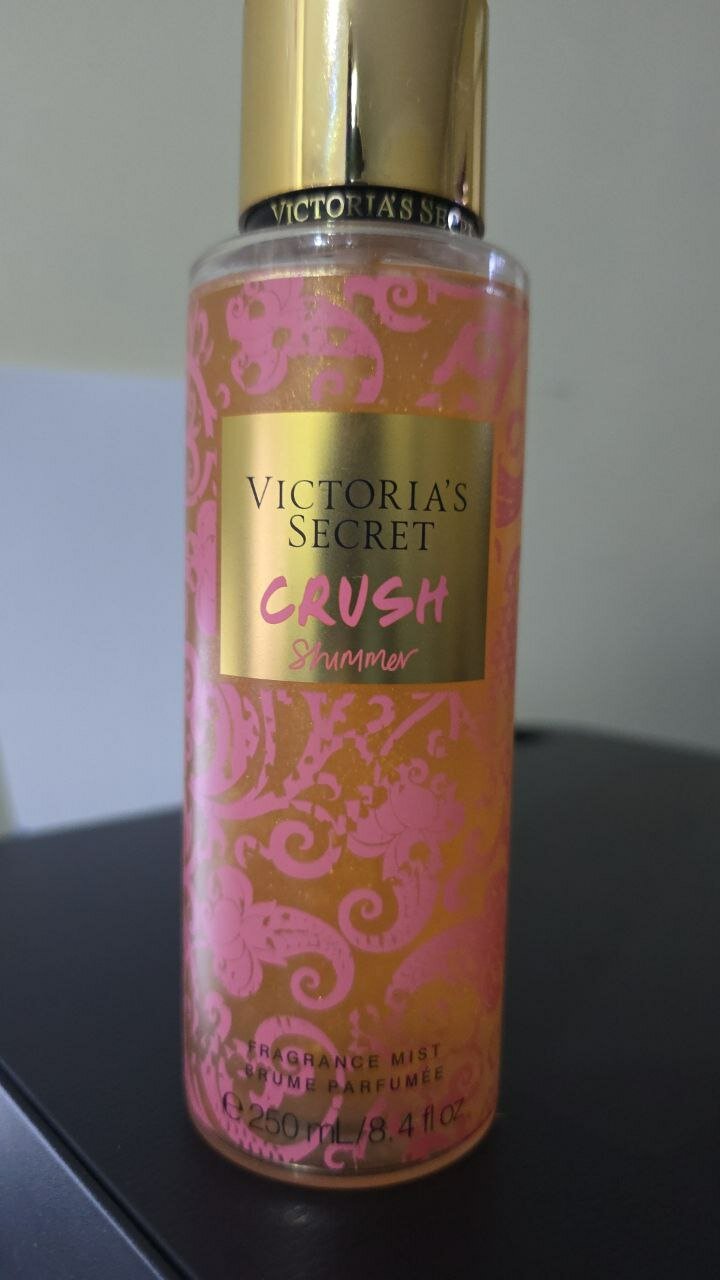 VICTORIA'S SECRET
VICTORIA'S
SECRET
CRUSH
Shimmer
FRAGRANCE MIST
BRUME PARFUMÉE
℮ 250 mL/8.4 fl oz